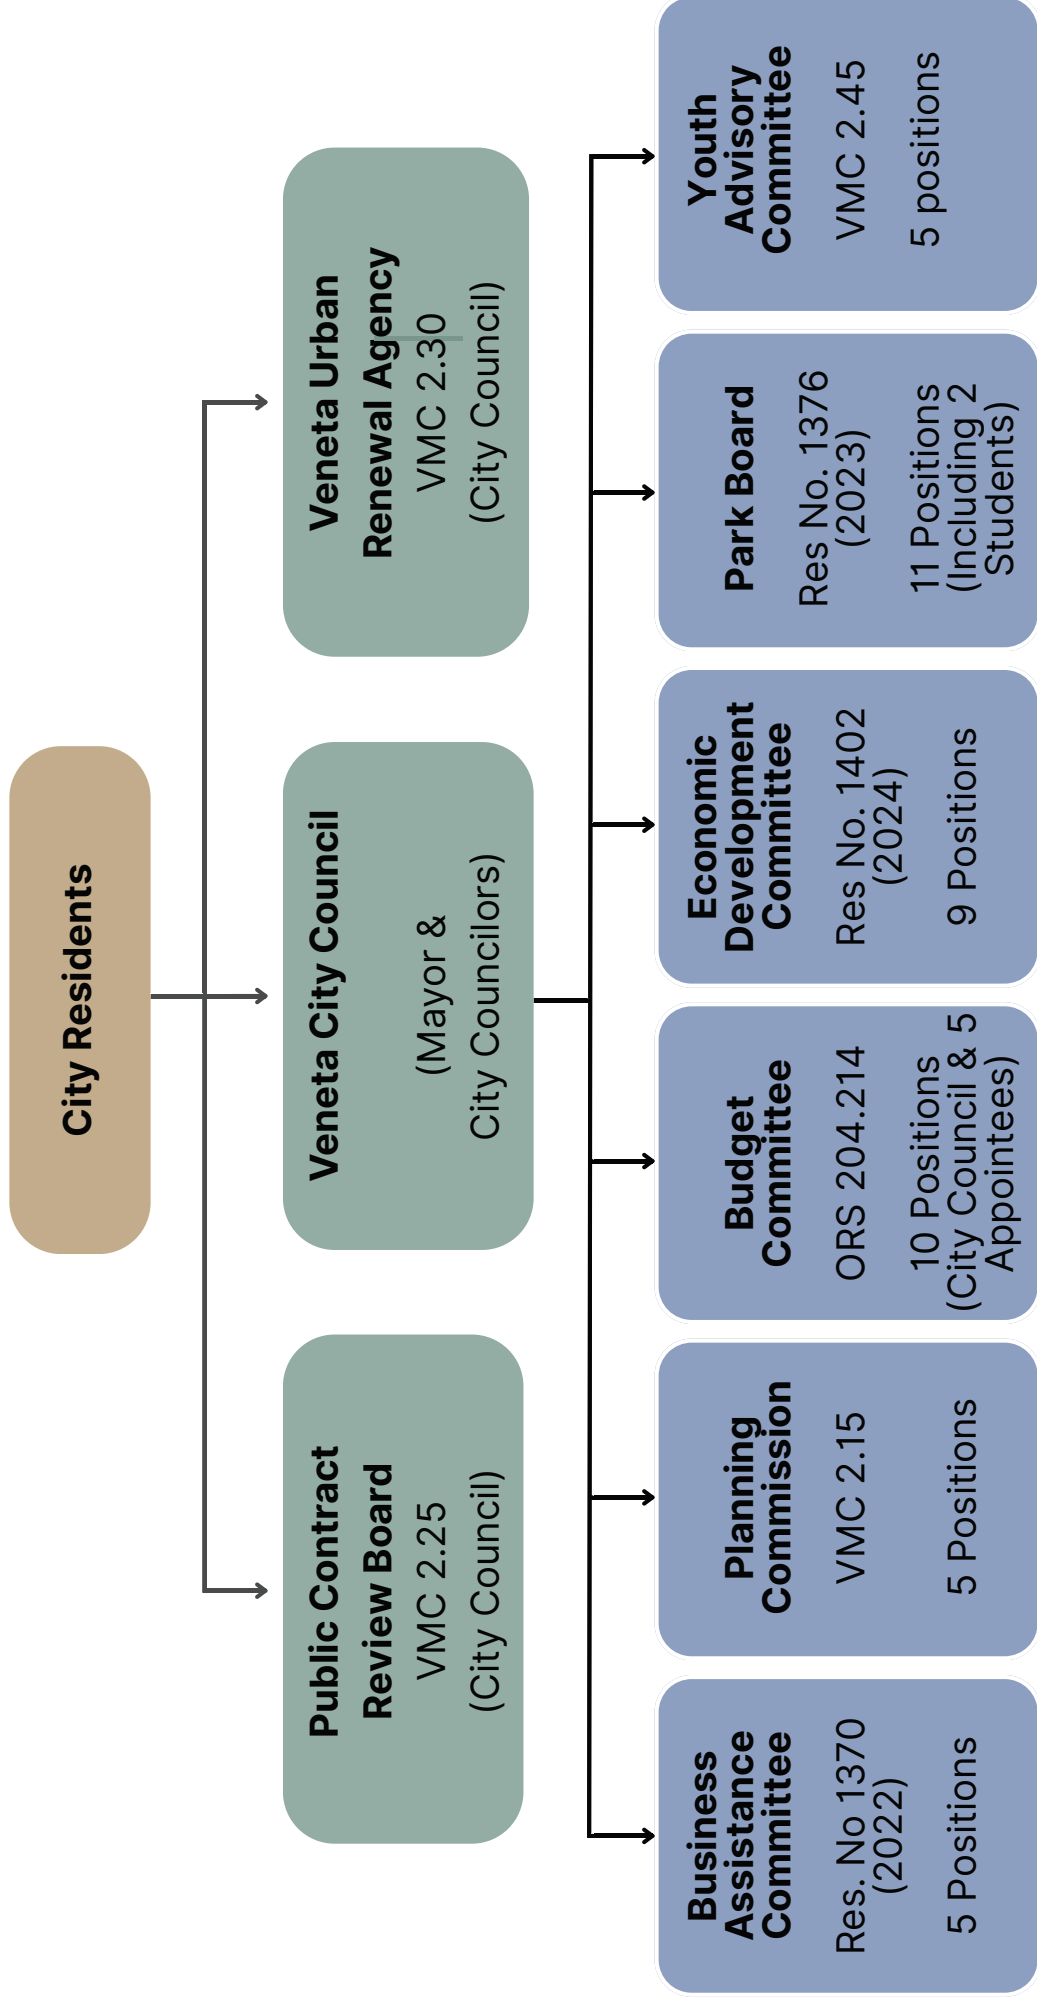 City Residents
Public Contract
Review Board
VMC 2.25
(City Council)
Veneta City Council
(Mayor &
City Councilors)
Veneta Urban
Renewal Agency
VMC 2.30
(City Council)
Business
Assistance
Committee
Res. No 1370
(2022)
5 Positions
Planning
Commission
VMC 2.15
5 Positions
Budget
Committee
ORS 204.214
10 Positions
(City Council & 5
Appointees)
Economic
Development
Committee
Res No. 1402
(2024)
9 Positions
Park Board
Res No. 1376
(2023)
11 Positions
(Including 2
Students)
Youth
Advisory
Committee
VMC 2.45
5 positions